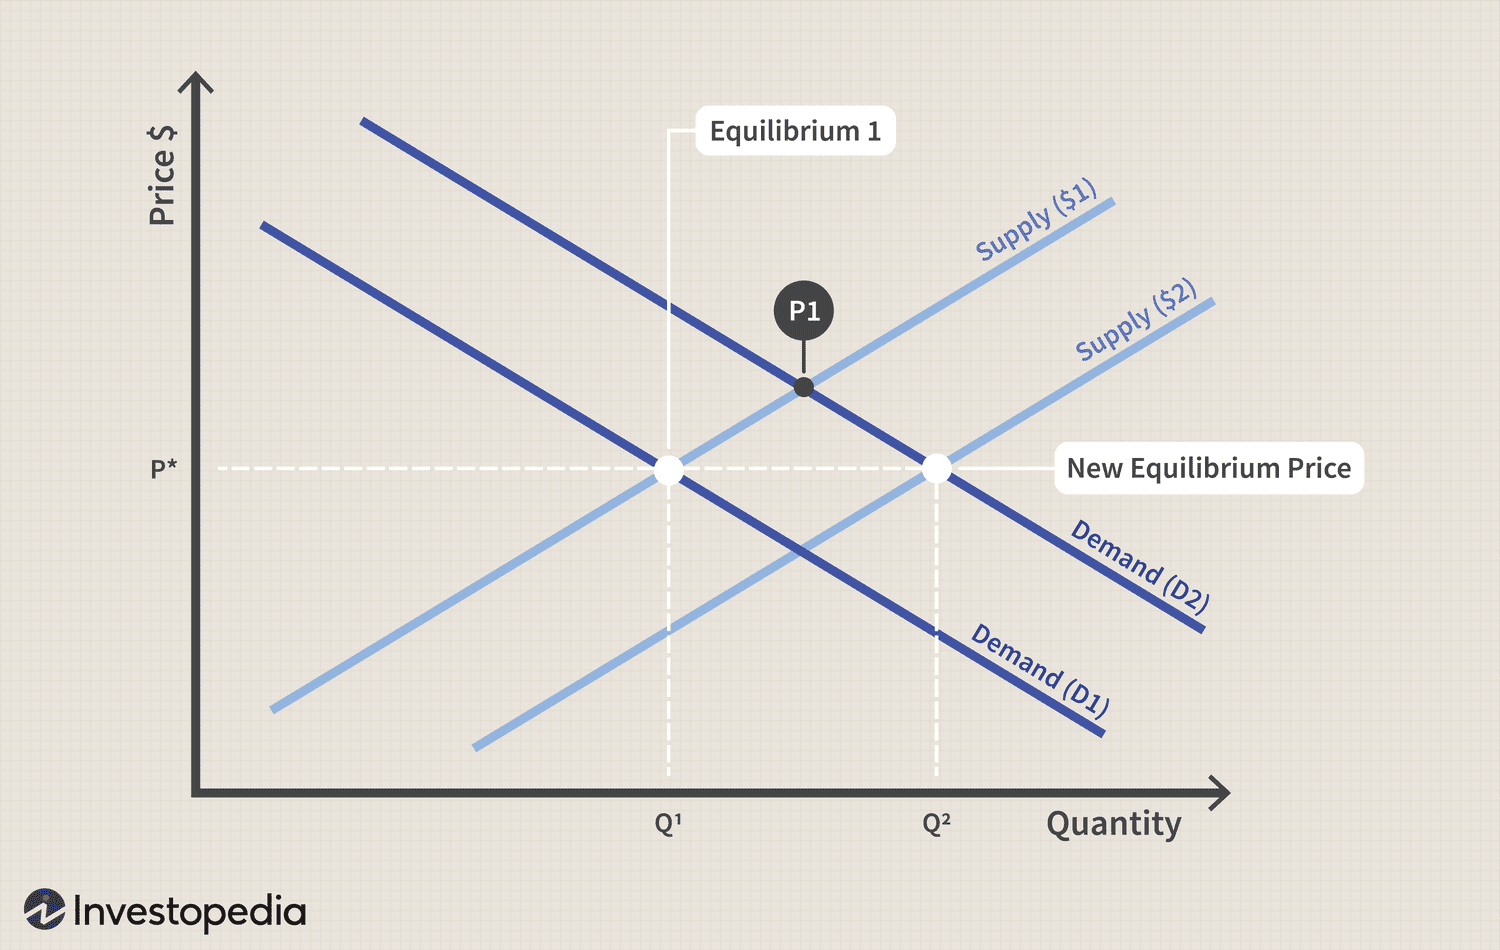 Price $
Equilibrium 1
Supply ($1)
P1
Supply ($2)
P*
New Equilibrium Price
Demand (D2)
Demand (D1)
Q¹
Q²
Quantity
Investopedia